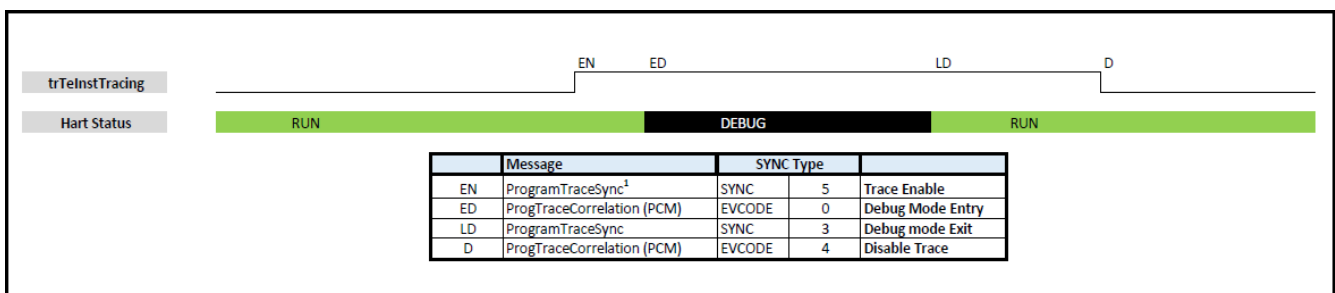 EN ED LD D
trTeInstTracing
Hart Status RUN DEBUG RUN
Message SYNC Type
EN ProgramTraceSync1 SYNC 5 Trace Enable
ED ProgTraceCorrelation (PCM) EVCODE 0 Debug Mode Entry
LD ProgramTraceSync SYNC 3 Debug mode Exit
D ProgTraceCorrelation (PCM) EVCODE 4 Disable Trace